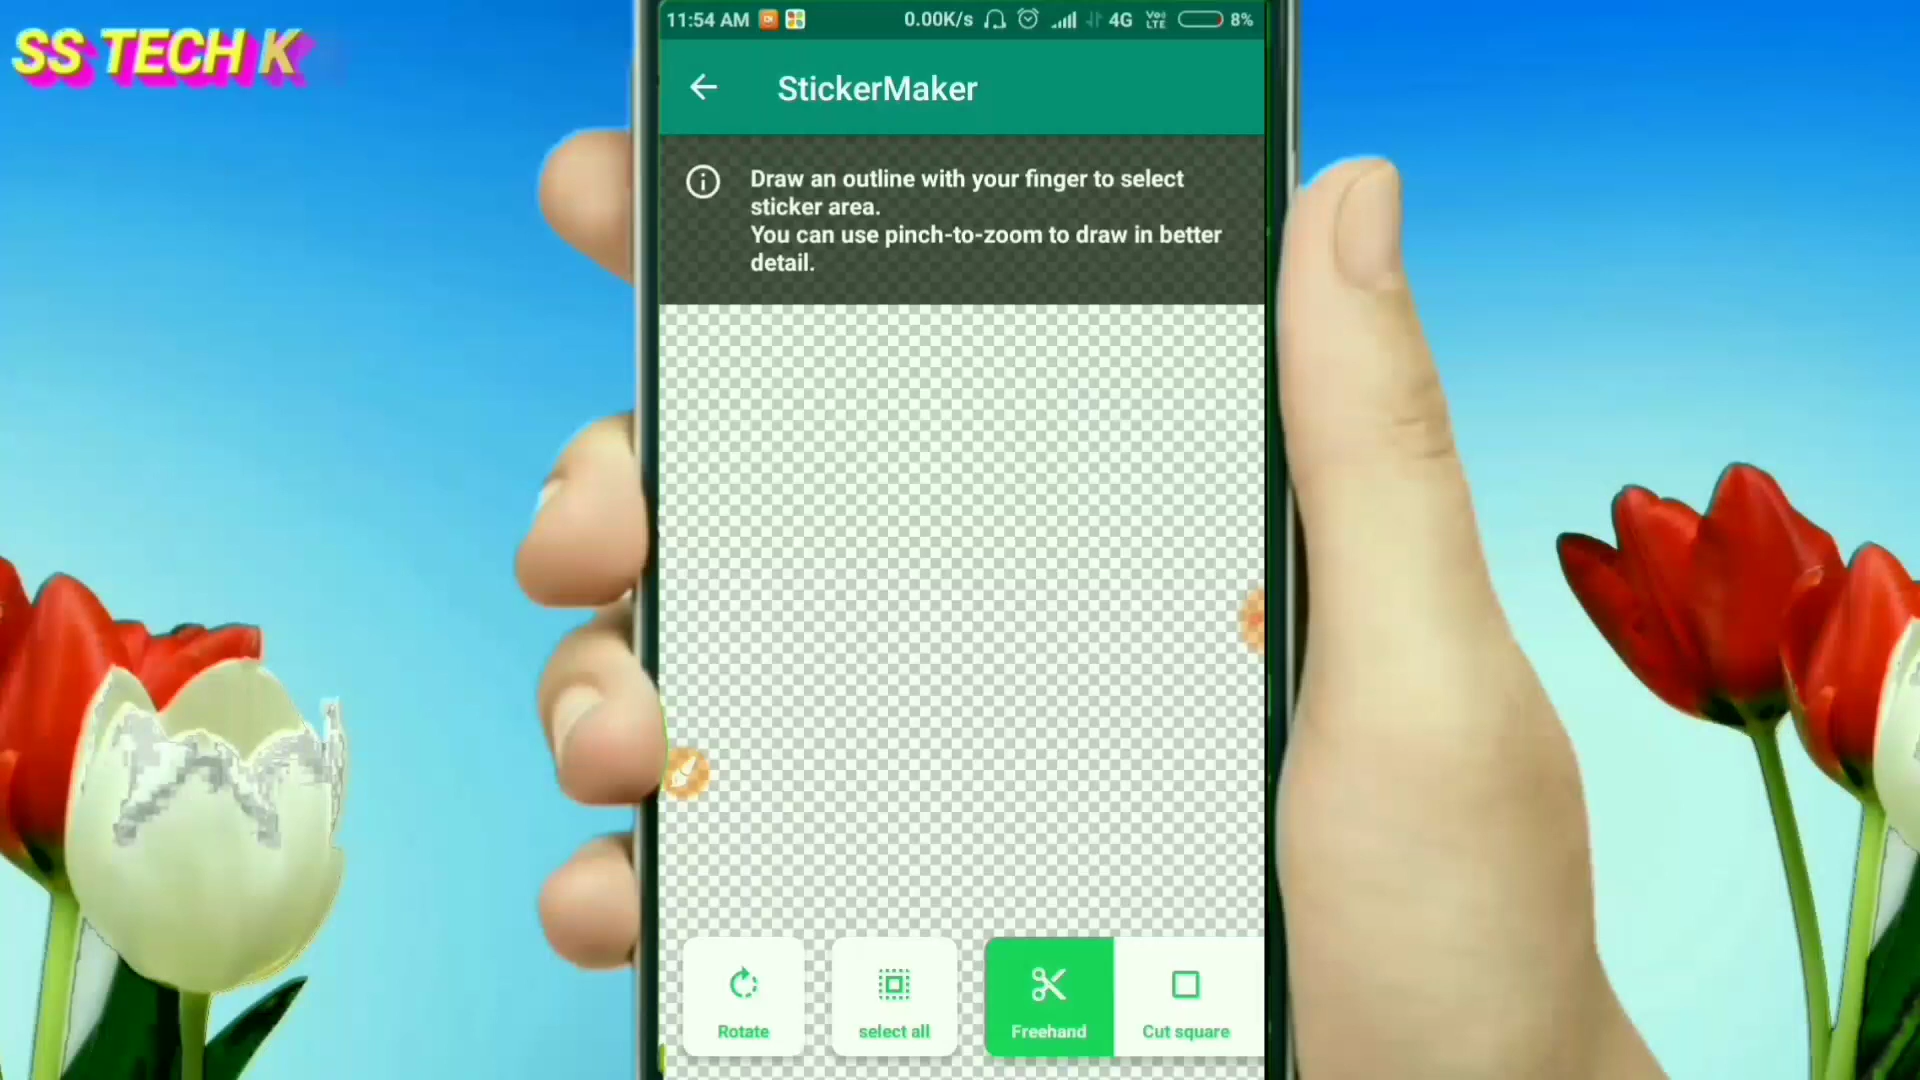 SS TECH K
11:54 AM
0.00K/s
4G
VoLTE
8%
StickerMaker
Draw an outline with your finger to select
sticker area.
You can use pinch-to-zoom to draw in better
detail.
Rotate
select all
Freehand
Cut square